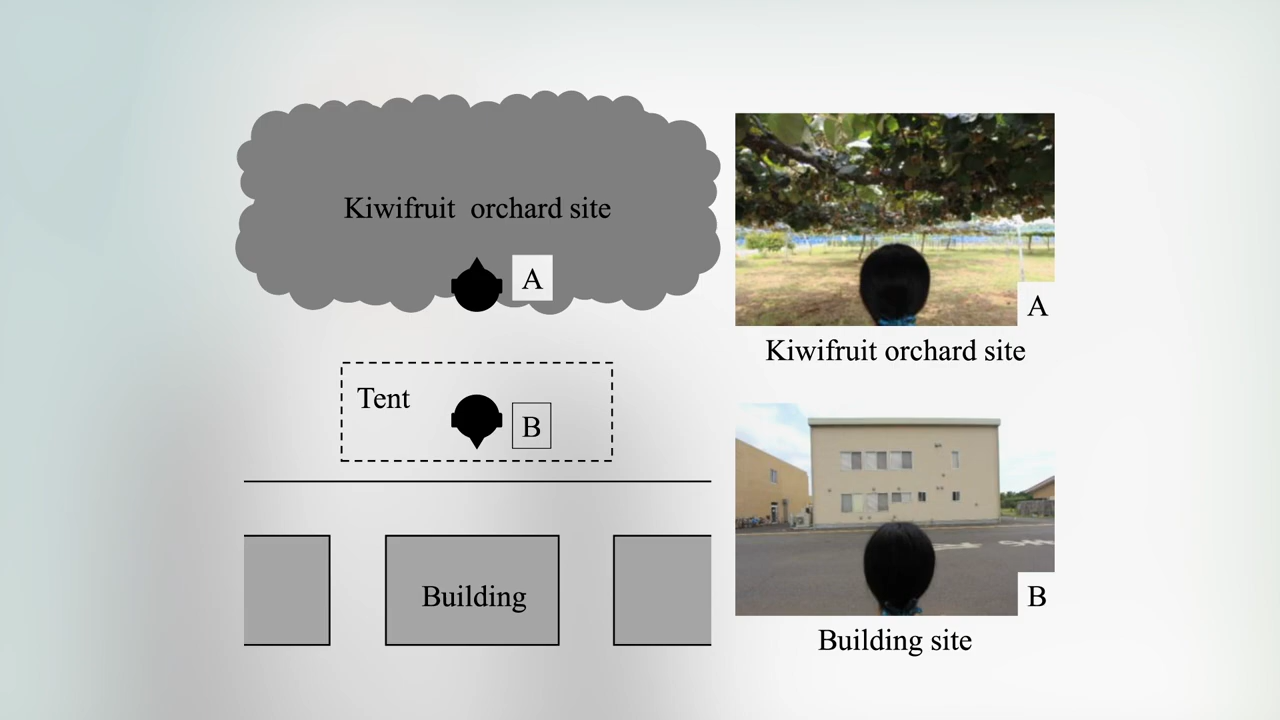 Kiwifruit orchard site
A
Tent
B
Building
A
Kiwifruit orchard site
B
Building site